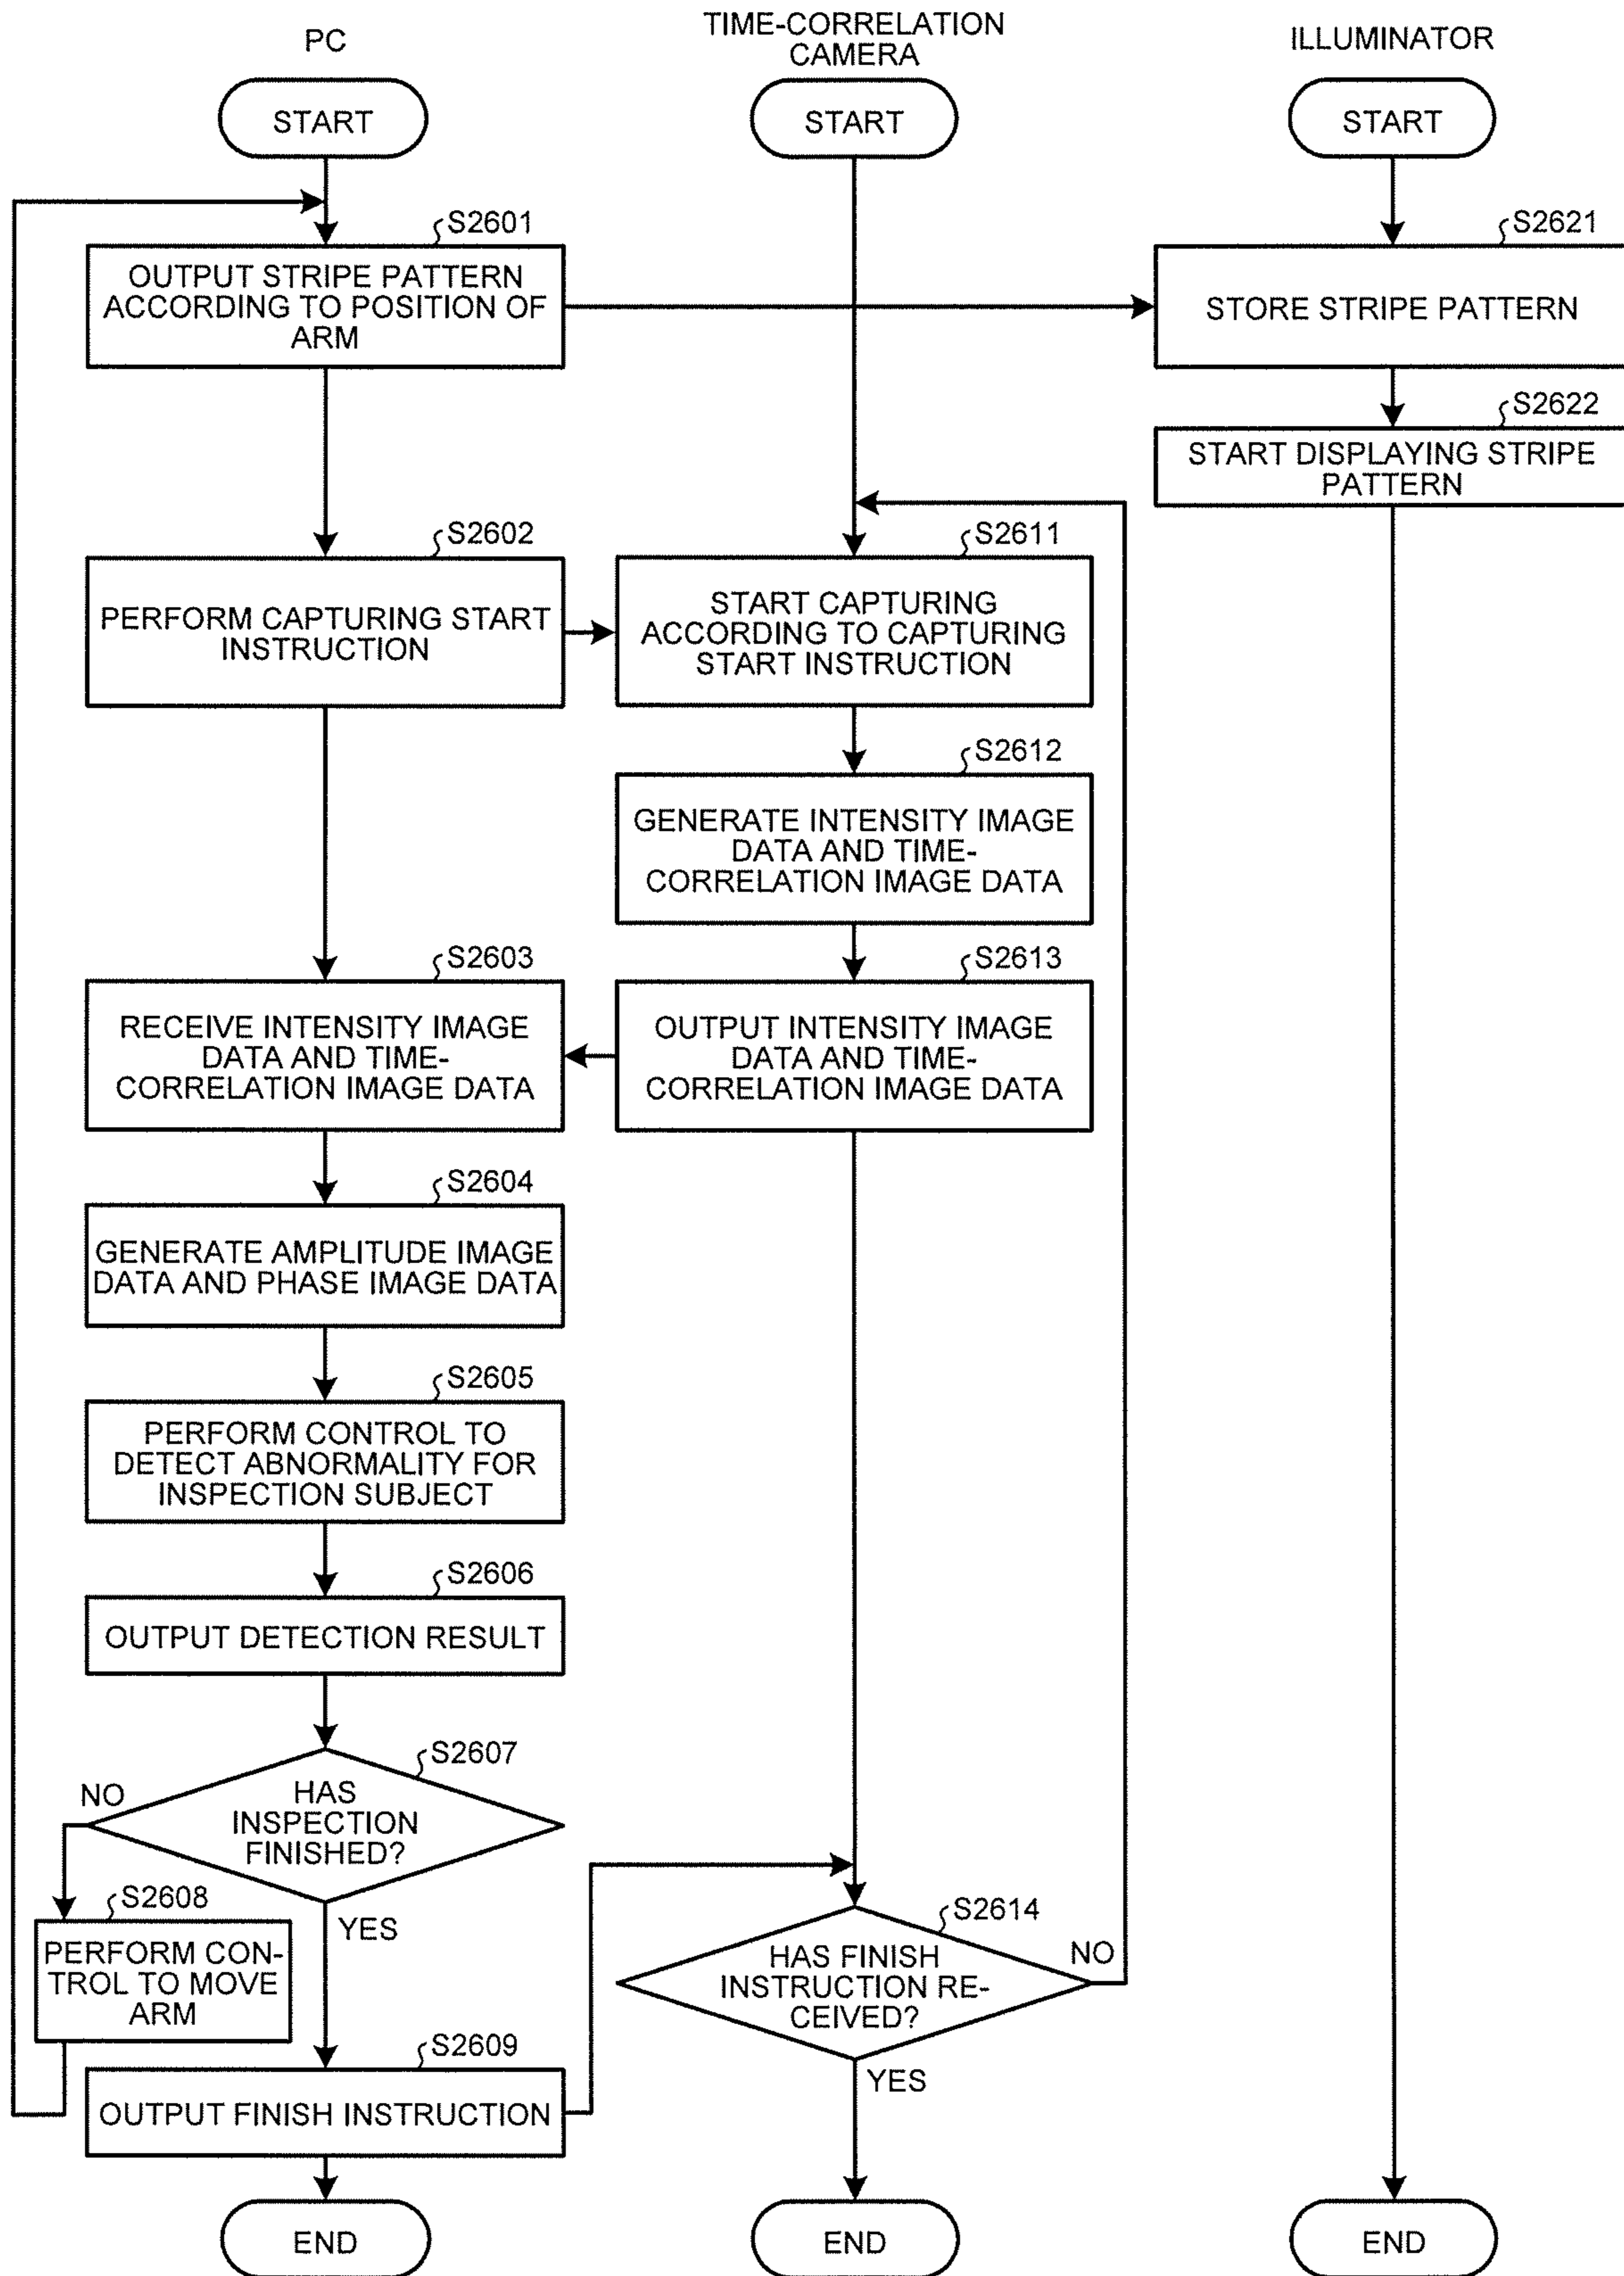 PC
TIME-CORRELATION
CAMERA
ILLUMINATOR
START
START
START
S2601
OUTPUT STRIPE PATTERN
ACCORDING TO POSITION OF
ARM
S2621
STORE STRIPE PATTERN
S2622
START DISPLAYING STRIPE
PATTERN
S2602
PERFORM CAPTURING START
INSTRUCTION
S2611
START CAPTURING
ACCORDING TO CAPTURING
START INSTRUCTION
S2612
GENERATE INTENSITY IMAGE
DATA AND TIME-
CORRELATION IMAGE DATA
S2603
RECEIVE INTENSITY IMAGE
DATA AND TIME-
CORRELATION IMAGE DATA
S2613
OUTPUT INTENSITY IMAGE
DATA AND TIME-
CORRELATION IMAGE DATA
S2604
GENERATE AMPLITUDE IMAGE
DATA AND PHASE IMAGE DATA
S2605
PERFORM CONTROL TO
DETECT ABNORMALITY FOR
INSPECTION SUBJECT
S2606
OUTPUT DETECTION RESULT
S2607
HAS
INSPECTION
FINISHED?
NO
YES
S2608
PERFORM CON-
TROL TO MOVE
ARM
S2614
HAS FINISH
INSTRUCTION RE-
CEIVED?
NO
YES
S2609
OUTPUT FINISH INSTRUCTION
END
END
END